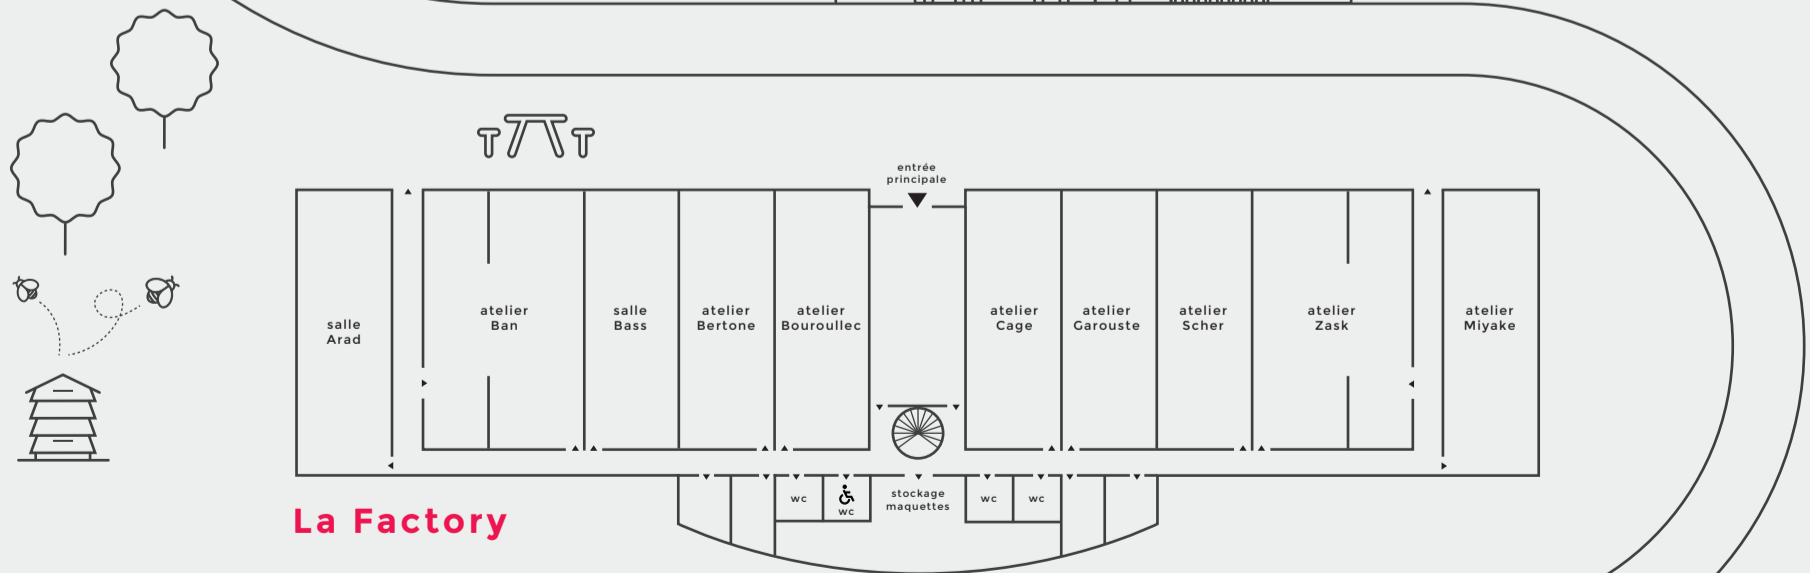 entrée
principale
salle
Arad
atelier
Ban
salle
Bass
atelier
Bertone
atelier
Bouroullec
atelier
Cage
atelier
Garouste
atelier
Scher
atelier
Zask
atelier
Miyake
wc
wc
stockage
maquettes
wc
wc
La Factory